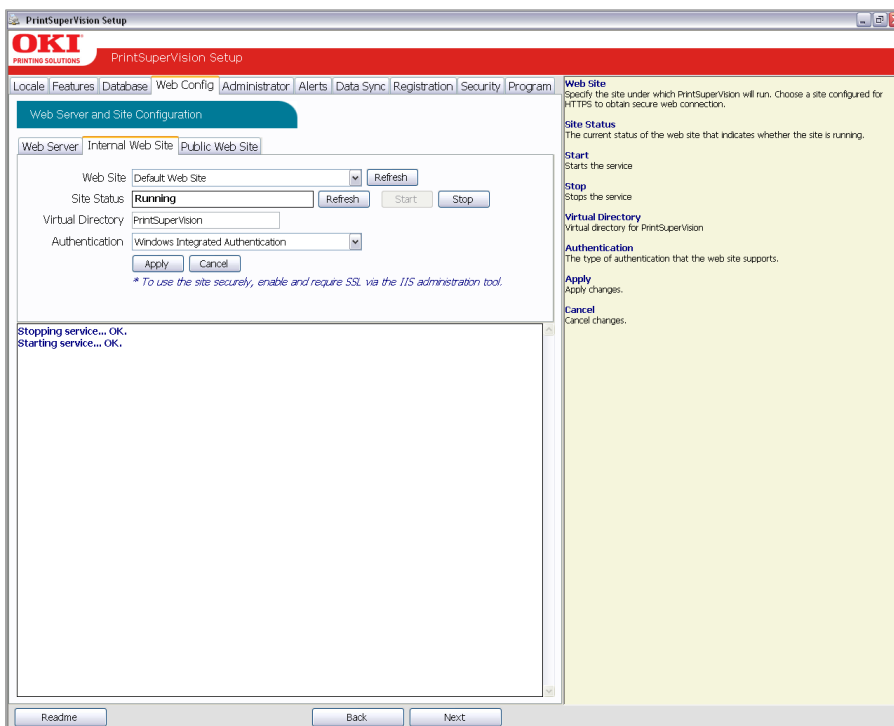 PrintSuperVision Setup
OKI
PRINTING SOLUTIONS
PrintSuperVision Setup
Locale Features Database Web Config Administrator Alerts Data Sync Registration Security Program
Web Server and Site Configuration
Web Server Internal Web Site Public Web Site
Web Site Default Web Site Refresh
Site Status Running Refresh Start Stop
Virtual Directory PrintSuperVision
Authentication Windows Integrated Authentication
Apply Cancel
* To use the site securely, enable and require SSL via the IIS administration tool.
Stopping service... OK.
Starting service... OK.
Web Site
Specify the site under which PrintSuperVision will run. Choose a site configured for
HTTPS to obtain secure web connection.
Site Status
The current status of the web site that indicates whether the site is running.
Start
Starts the service
Stop
Stops the service
Virtual Directory
Virtual directory for PrintSuperVision
Authentication
The type of authentication that the web site supports.
Apply
Apply changes.
Cancel
Cancel changes.
Readme Back Next